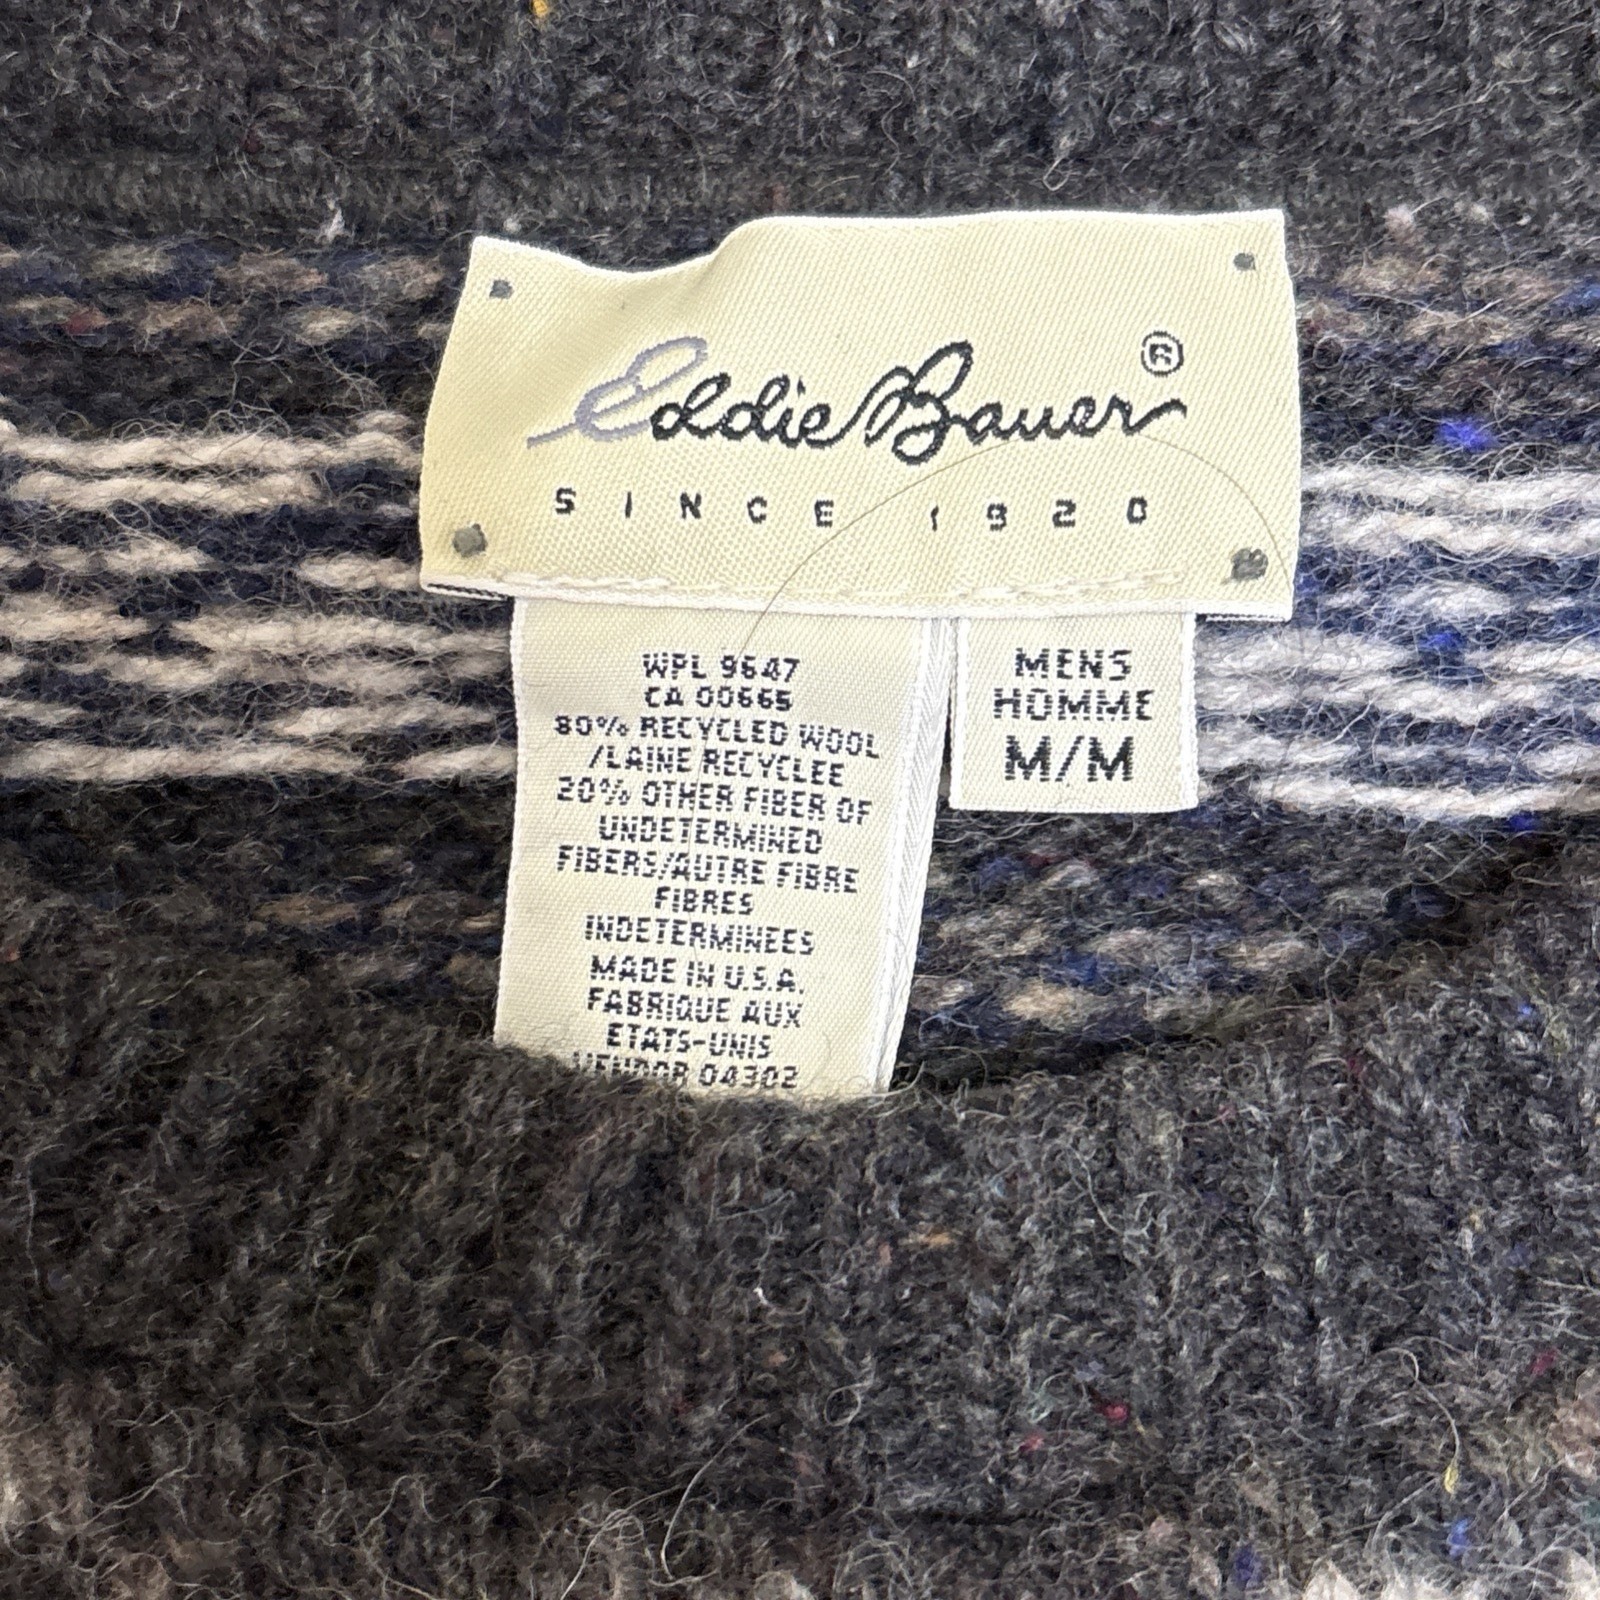 Eddie Bauer®
SINCE 1920
WPL 9647
CA 00665
80% RECYCLED WOOL
/LAINE RECYCLEE
20% OTHER FIBER OF
UNDETERMINED
FIBERS/AUTRE FIBRE
FIBRES
INDETERMINEES
MADE IN U.S.A.
FABRIQUE AUX
ETATS-UNIS
VENDOR 04302
MENS
HOMME
M/M